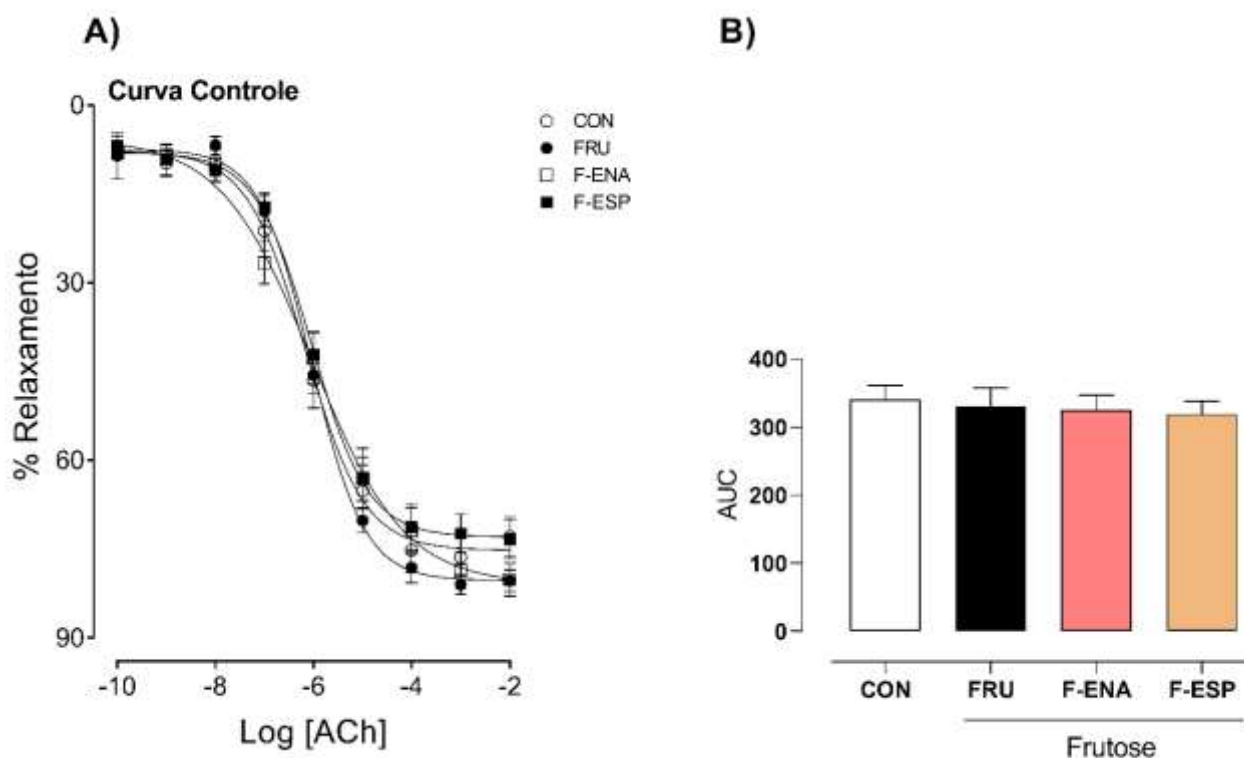 A)
Curva Controle
0
30
60
90
% Relaxamento
-10
-8
-6
-4
-2
Log [ACh]
CON
FRU
F-ENA
F-ESP
B)
400
300
200
100
0
AUC
CON
FRU
F-ENA
F-ESP
Frutose